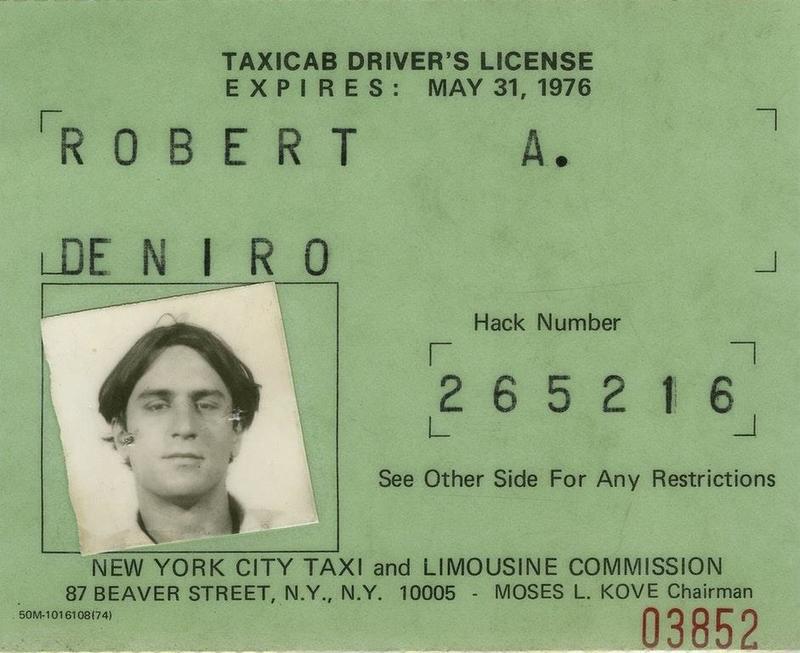 TAXICAB DRIVER'S LICENSE
EXPIRES: MAY 31, 1976
ROBERT A.
DENIRO
Hack Number
265216
See Other Side For Any Restrictions
NEW YORK CITY TAXI and LIMOUSINE COMMISSION
87 BEAVER STREET, N.Y., N.Y. 10005 - MOSES L. KOVE Chairman
50M-1016108(74)
03852